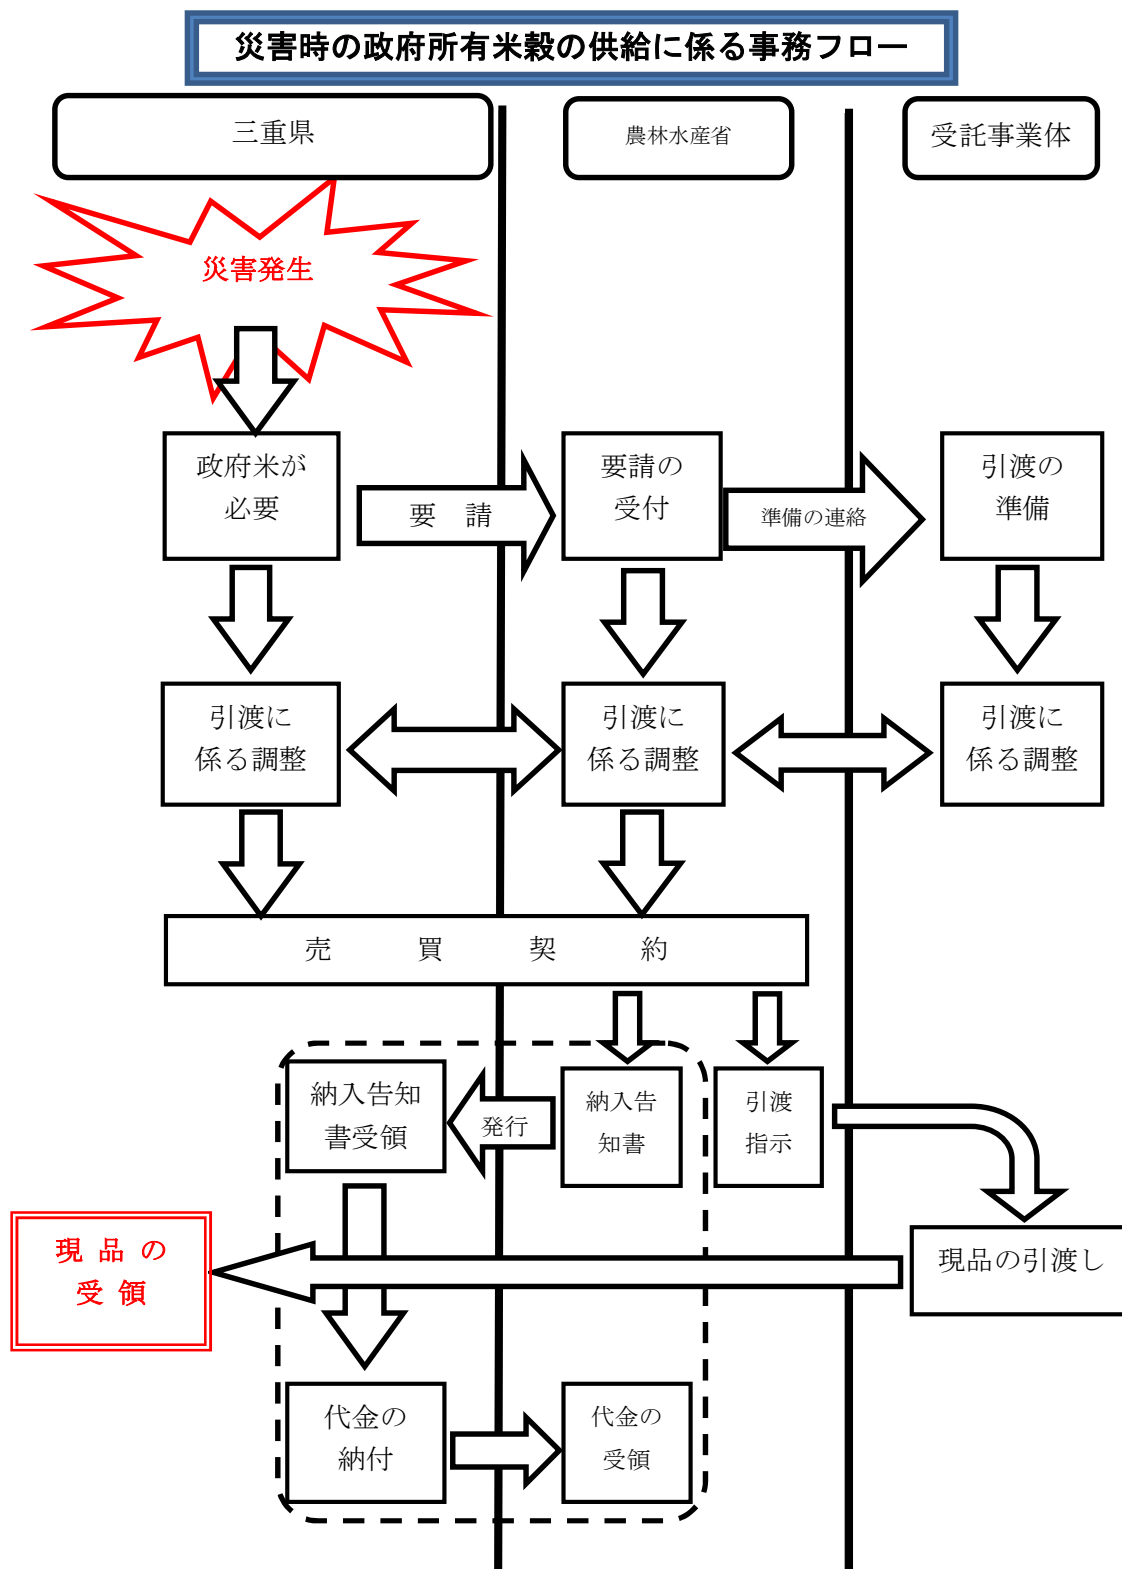 災害時の政府所有米穀の供給に係る事務フロー
三重県
農林水産省
受託事業体
災害発生
政府米が
必要
要　請
要請の
受付
準備の連絡
引渡の
準備
引渡に
係る調整
引渡に
係る調整
引渡に
係る調整
売　買　契　約
納入告知
書受領
発行
納入告
知書
引渡
指示
現 品 の
受 領
現品の引渡し
代金の
納付
代金の
受領